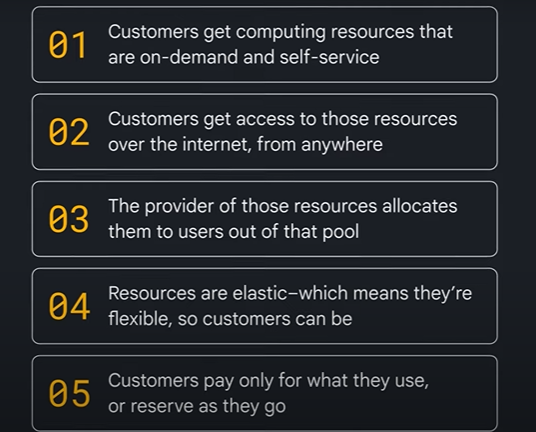 01
Customers get computing resources that
are on-demand and self-service
02
Customers get access to those resources
over the internet, from anywhere
03
The provider of those resources allocates
them to users out of that pool
04
Resources are elastic–which means they’re
flexible, so customers can be
05
Customers pay only for what they use,
or reserve as they go